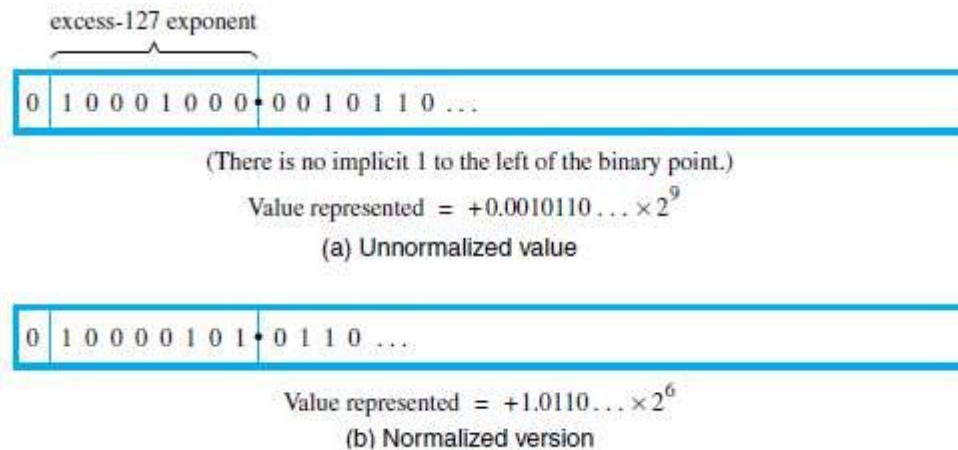 excess-127 exponent
0 1 0 0 0 1 0 0 0 • 0 0 1 0 1 1 0 ...
(There is no implicit 1 to the left of the binary point.)
Value represented = +0.0010110 ... × 2^9
(a) Unnormalized value
0 1 0 0 0 0 1 0 1 • 0 1 1 0 ...
Value represented = +1.0110 ... × 2^6
(b) Normalized version